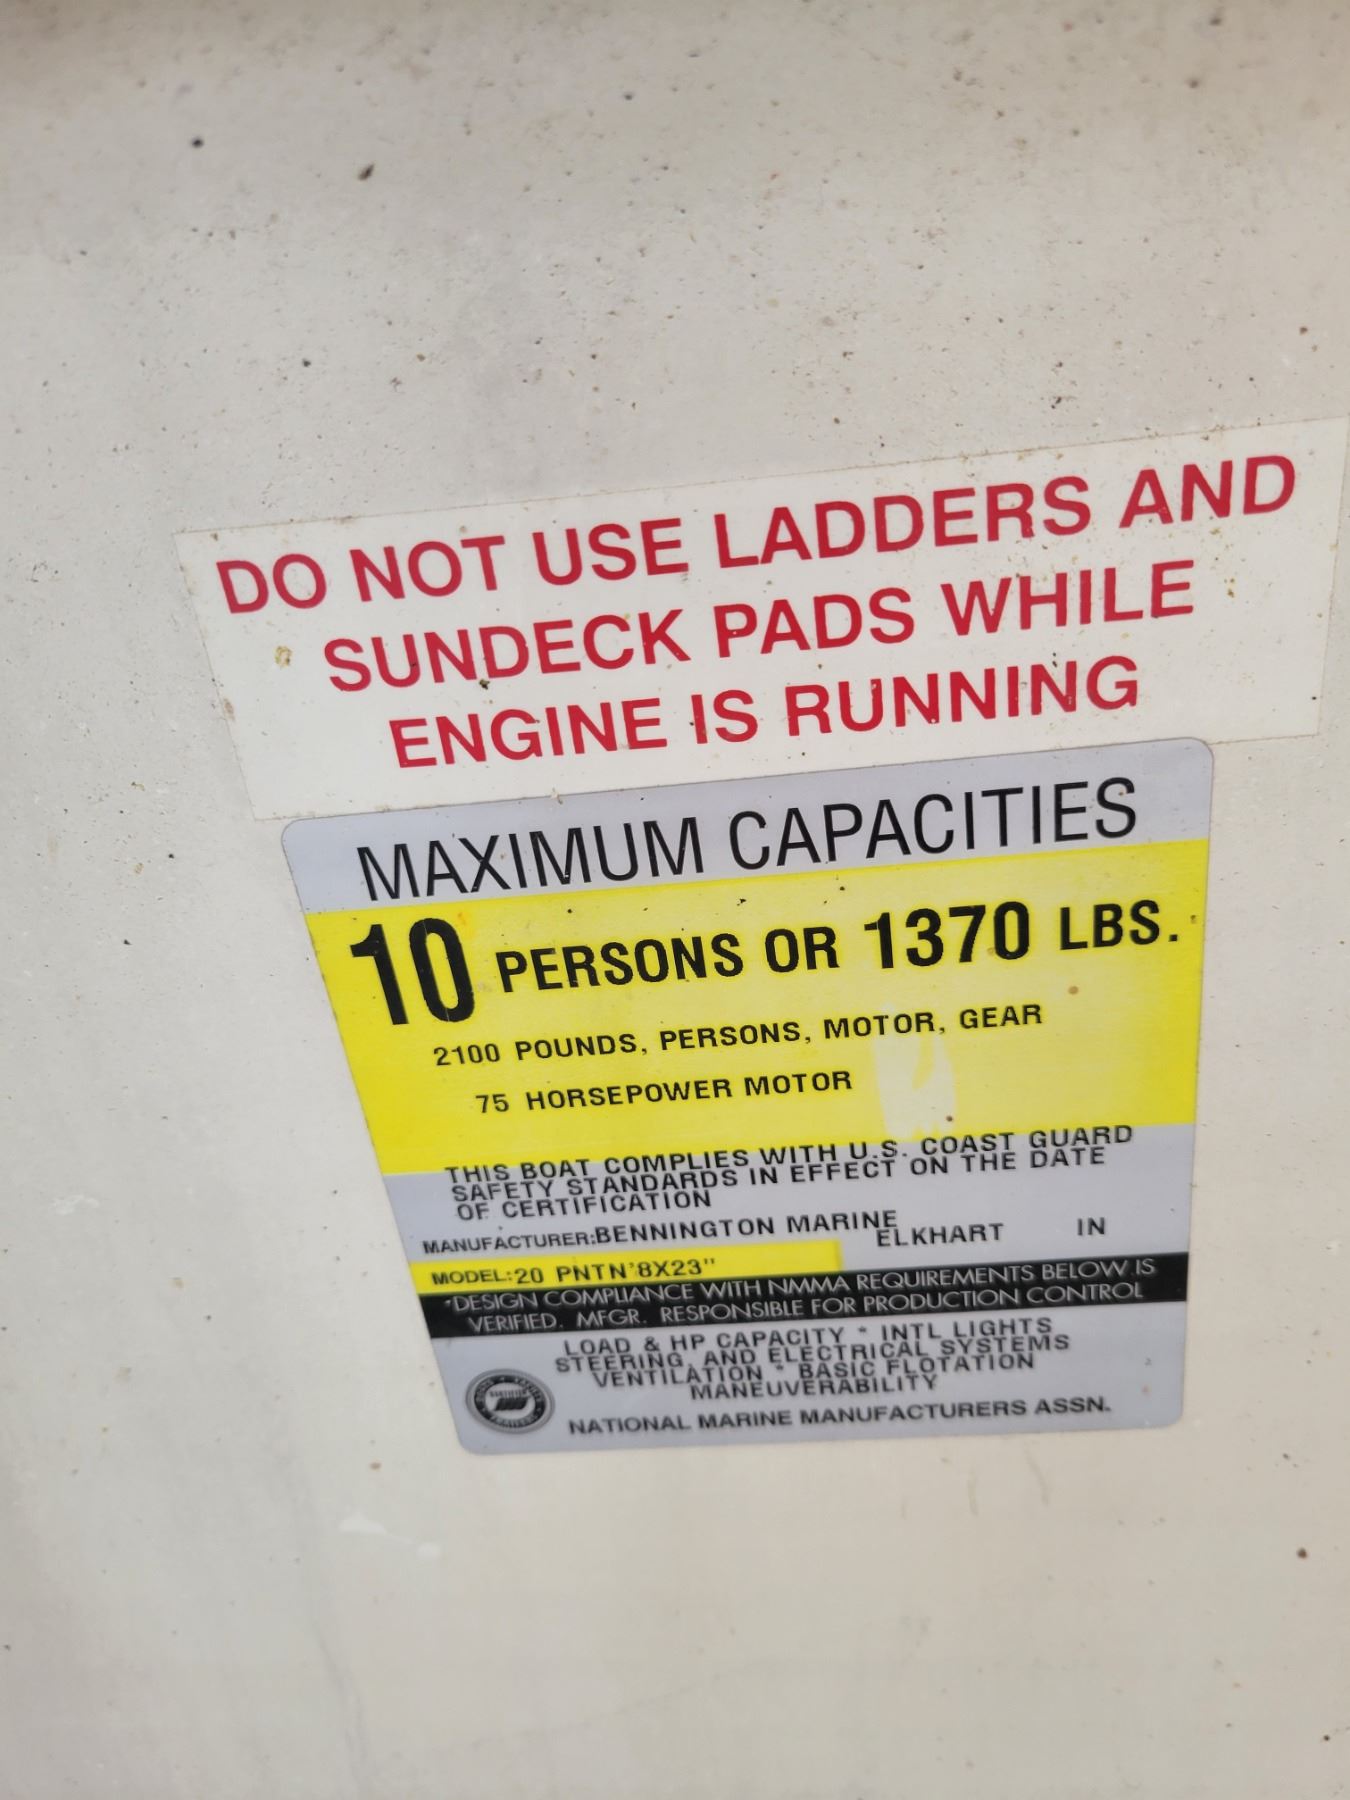 DO NOT USE LADDERS AND
SUNDECK PADS WHILE
ENGINE IS RUNNING
MAXIMUM CAPACITIES
10 PERSONS OR 1370 LBS.
2100 POUNDS, PERSONS, MOTOR, GEAR
75 HORSEPOWER MOTOR
THIS BOAT COMPLIES WITH U.S. COAST GUARD
SAFETY STANDARDS IN EFFECT ON THE DATE
OF CERTIFICATION
MANUFACTURER:BENNINGTON MARINE
ELKHART IN
MODEL:20 PNTN'8X23"
*DESIGN COMPLIANCE WITH NMMA REQUIREMENTS BELOW IS
VERIFIED. MFGR. RESPONSIBLE FOR PRODUCTION CONTROL
LOAD & HP CAPACITY * INTL LIGHTS
STEERING, AND ELECTRICAL SYSTEMS
VENTILATION * BASIC FLOTATION
MANEUVERABILITY
NATIONAL MARINE MANUFACTURERS ASSN.